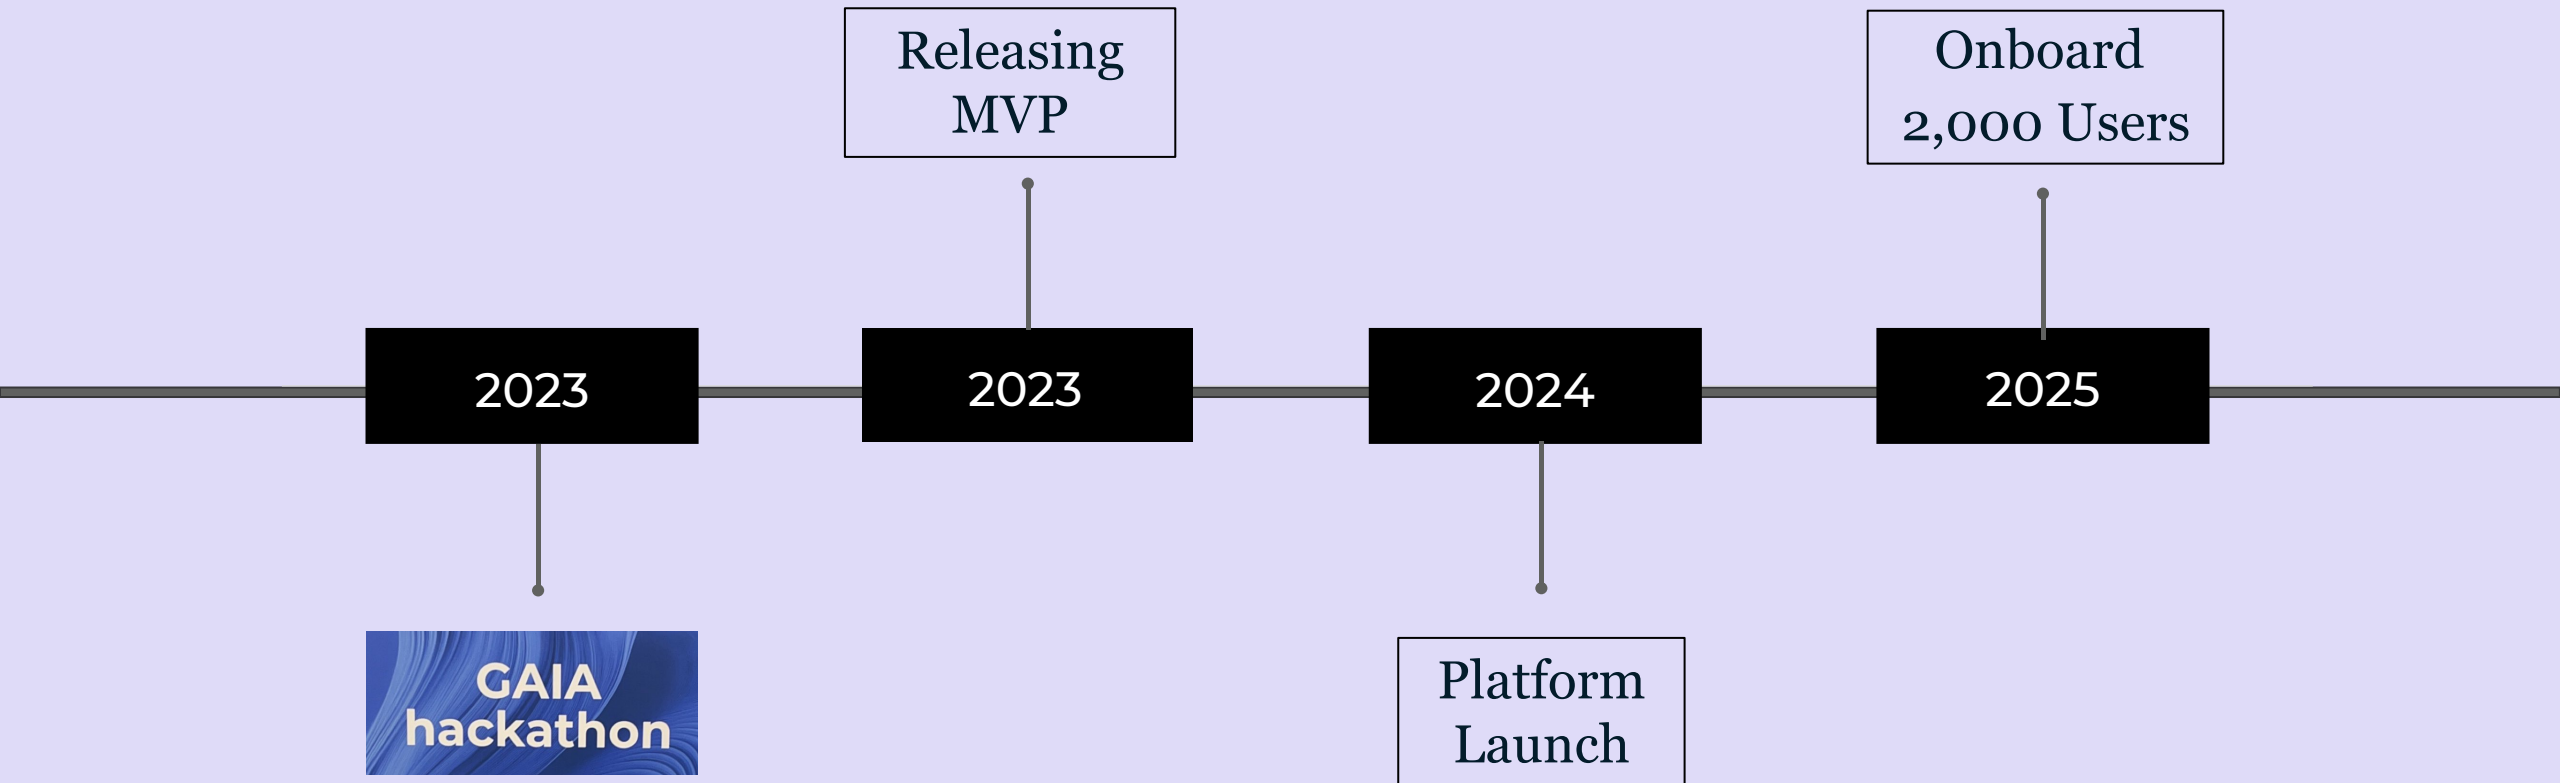 Releasing
MVP
Onboard
2,000 Users
2023
2023
2024
2025
GAIA
hackathon
Platform
Launch